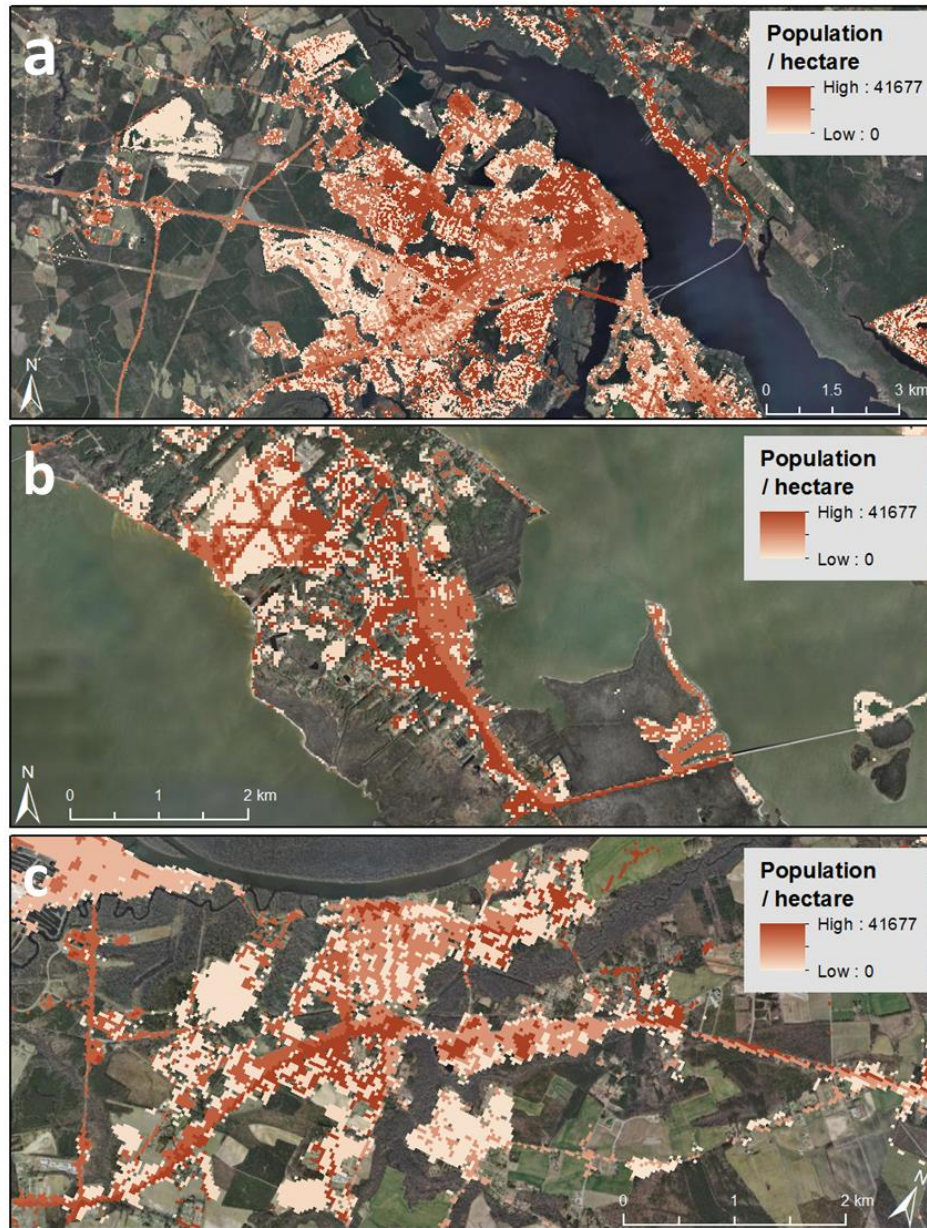 a
Population
/ hectare
High : 41677
Low : 0
N
0 1.5 3 km
b
Population
/ hectare
High : 41677
Low : 0
N
0 1 2 km
c
Population
/ hectare
High : 41677
Low : 0
N
0 1 2 km